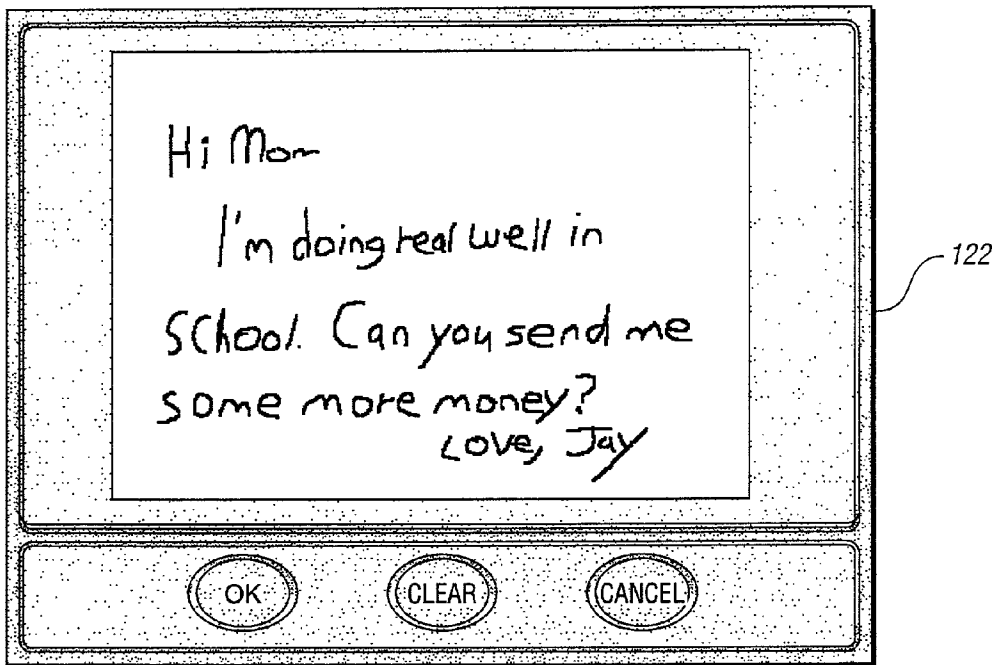 Hi Mom
I'm doing real well in
122
School. Can you send me
some more money?
Love, Jay
OK CLEAR CANCEL